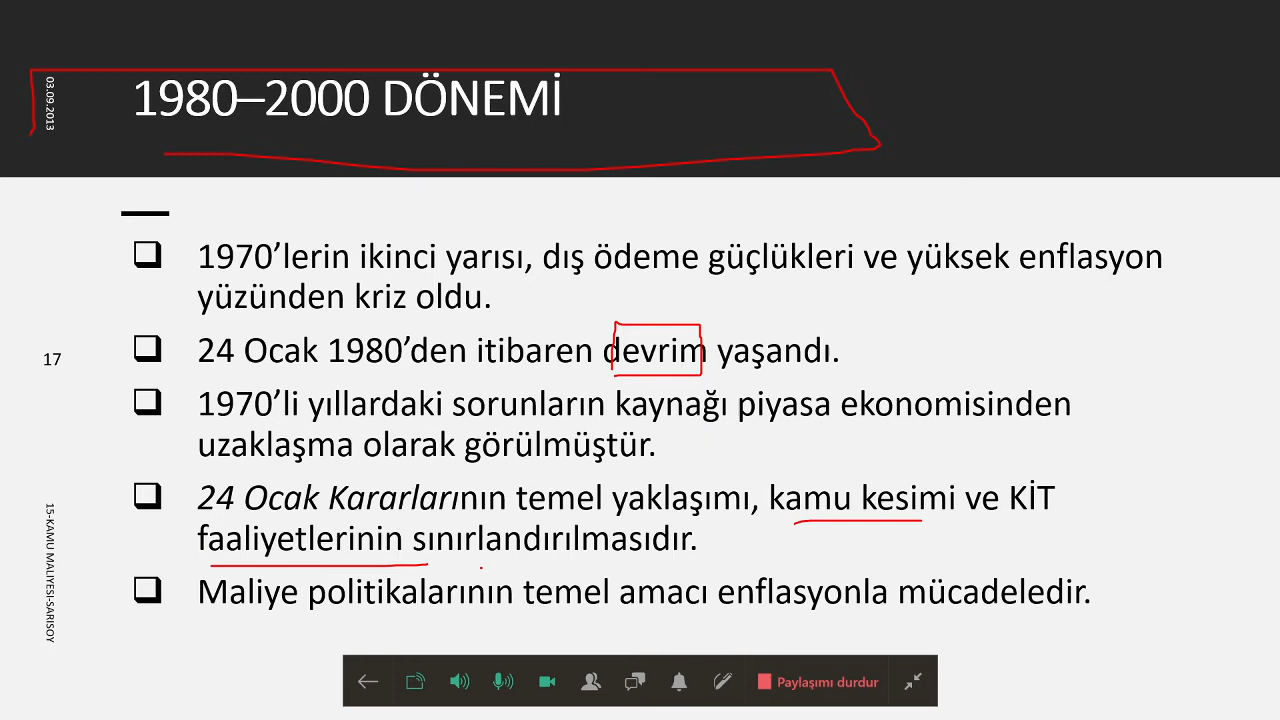 03.09.2013
1980–2000 DÖNEMİ
1970’lerin ikinci yarısı, dış ödeme güçlükleri ve yüksek enflasyon
yüzünden kriz oldu.
24 Ocak 1980’den itibaren devrim yaşandı.
17
1970’li yıllardaki sorunların kaynağı piyasa ekonomisinden
uzaklaşma olarak görülmüştür.
24 Ocak Kararlarının temel yaklaşımı, kamu kesimi ve KİT
faaliyetlerinin sınırlandırılmasıdır.
Maliye politikalarının temel amacı enflasyonla mücadeledir.
15-KAMU MALIYESI-SARISOY
Paylaşımı durdur